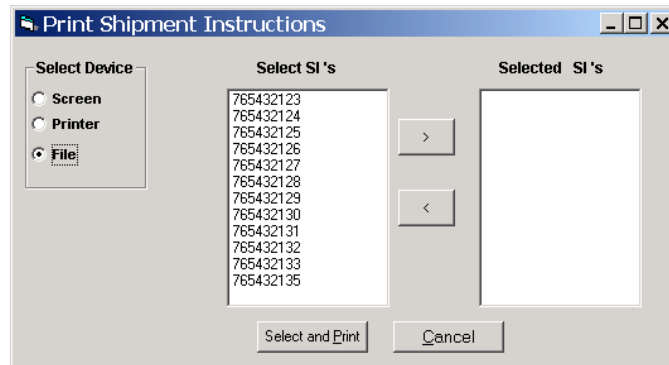 Print Shipment Instructions
Select Device
Screen
Printer
File
Select SI 's
765432123
765432124
765432125
765432126
765432127
765432128
765432129
765432130
765432131
765432132
765432133
765432135
>
<
Selected SI 's
Select and Print
Cancel